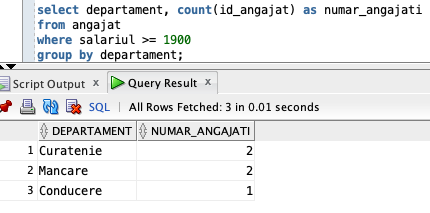 select departament, count(id_angajat) as numar_angajati
from angajat
where salariul >= 1900
group by departament;
Script Output x Query Result x
SQL | All Rows Fetched: 3 in 0.01 seconds
DEPARTAMENT NUMAR_ANGAJATI
1 Curatenie 2
2 Mancare 2
3 Conducere 1